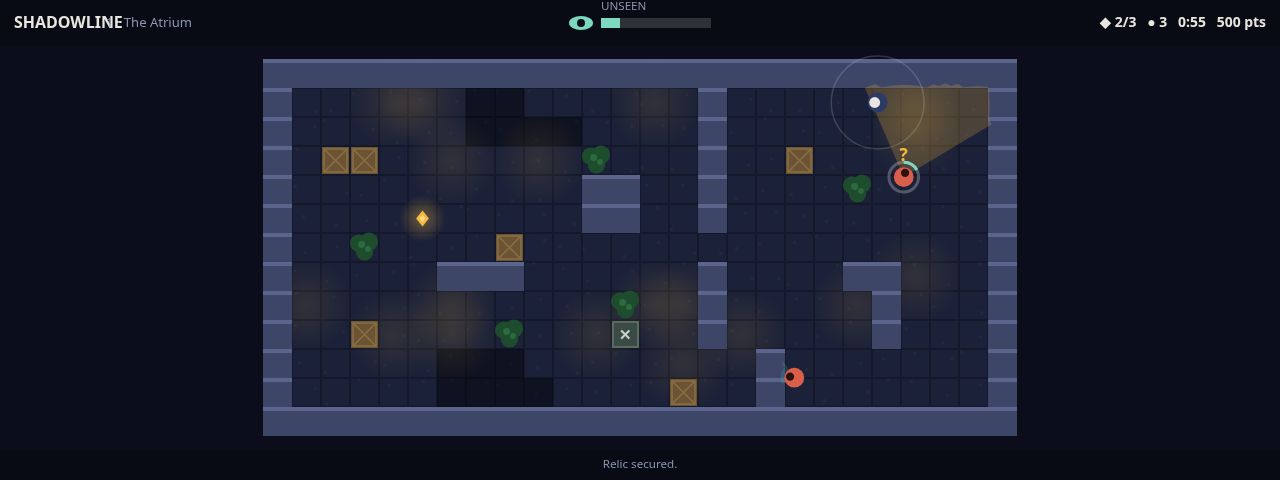 SHADOWLINE The Atrium
UNSEEN
◆ 2/3 ● 3 0:55 500 pts
?
×
Relic secured.